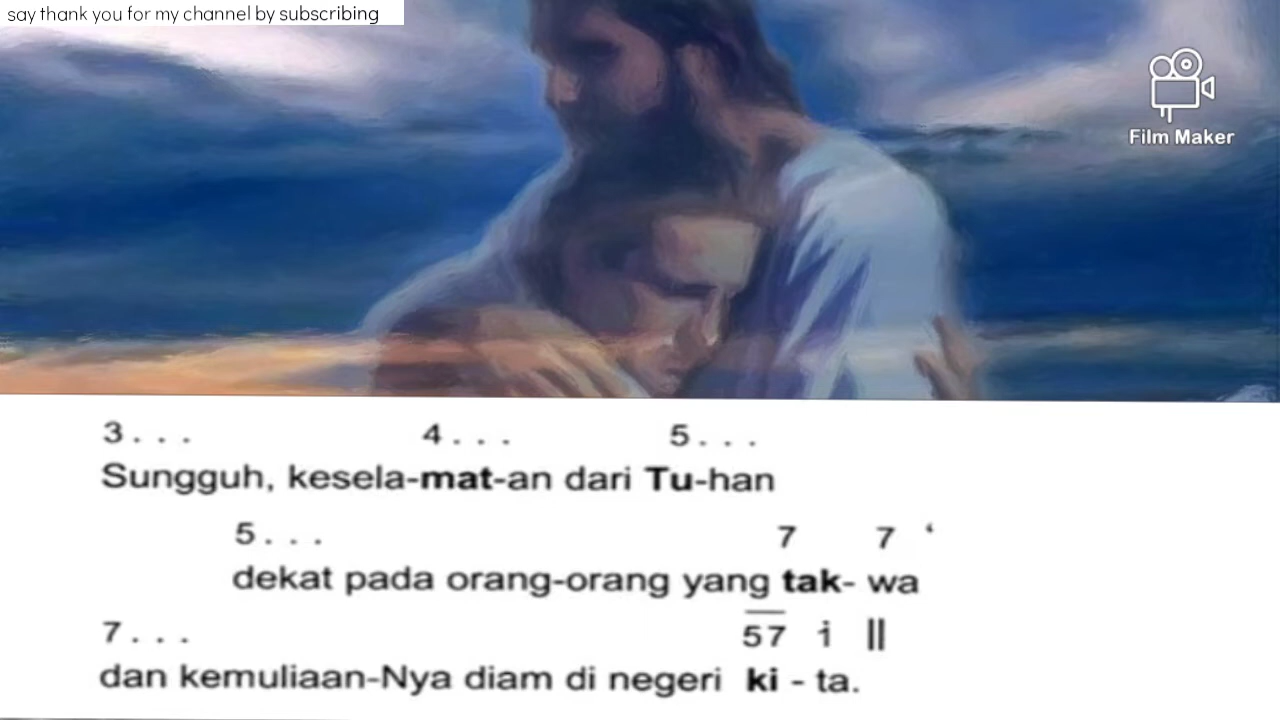 say thank you for my channel by subscribing
Film Maker
3 . . . 4 . . . 5 . . .
Sungguh, kesela-mat-an dari Tu-han
5 . . . 7 7 ‘
dekat pada orang-orang yang tak- wa
7 . . . 5̅7̅ i̇ ||
dan kemuliaan-Nya diam di negeri ki - ta.